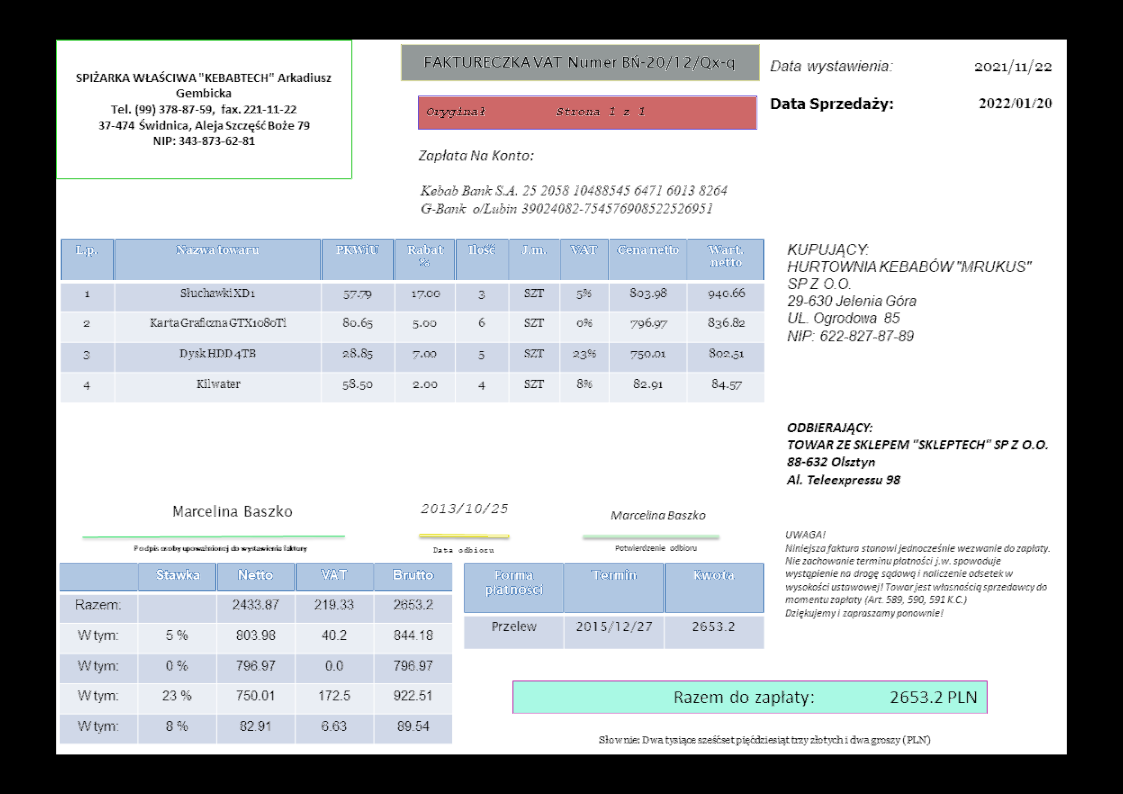 SPIŻARKA WŁAŚCIWA "KEBABTECH" Arkadiusz
Gembicka
Tel. (99) 378-87-59, fax. 221-11-22
37-474 Świdnica, Aleja Szczęść Boże 79
NIP: 343-873-62-81
FAKTURECZKA VAT Numer BŃ-20/12/Qx-q
Oryginał Strona 1 z 1
Data wystawienia: 2021/11/22
Data Sprzedaży: 2022/01/20
Zapłata Na Konto:
Kebab Bank S.A. 25 2058 10488545 6471 6013 8264
G-Bank o/Lubin 39024082-754576908522526951
L.p. Nazwa towaru PKWiU Rabat % Ilość J.m. VAT Cena netto Wart. netto
1 Słuchawki XD1 57.79 17.00 3 SZT 5% 803.98 940.66
2 Karta Graficzna GTX1080Ti 80.65 5.00 6 SZT 0% 796.97 836.82
3 Dysk HDD 4TB 28.85 7.00 5 SZT 23% 750.01 802.51
4 Kilwater 58.50 2.00 4 SZT 8% 82.91 84.57
KUPUJĄCY:
HURTOWNIA KEBABÓW "MRUKUS"
SP Z O.O.
29-630 Jelenia Góra
UL. Ogrodowa 85
NIP: 622-827-87-89
ODBIERAJĄCY:
TOWAR ZE SKLEPEM "SKLEPTECH" SP Z O.O.
88-632 Olsztyn
Al. Teleexpressu 98
Marcelina Baszko
Podpis osoby upoważnionej do wystawienia faktury
2013/10/25
Data odbioru
Marcelina Baszko
Potwierdzenie odbioru
UWAGA!
Niniejsza faktura stanowi jednocześnie wezwanie do zapłaty.
Nie zachowanie terminu płatności j.w. spowoduje
wystąpienie na drogę sądową i naliczenie odsetek w
wysokości ustawowej! Towar jest własnością sprzedawcy do
momentu zapłaty (Art. 589, 590, 591 K.C.)
Dziękujemy i zapraszamy ponownie!
Stawka Netto VAT Brutto
Razem: 2433.87 219.33 2653.2
W tym: 5 % 803.98 40.2 844.18
W tym: 0 % 796.97 0.0 796.97
W tym: 23 % 750.01 172.5 922.51
W tym: 8 % 82.91 6.63 89.54
Forma płatności Termin Kwota
Przelew 2015/12/27 2653.2
Razem do zapłaty: 2653.2 PLN
Słownie: Dwa tysiące sześćset pięćdziesiąt trzy złotych i dwa groszy (PLN)